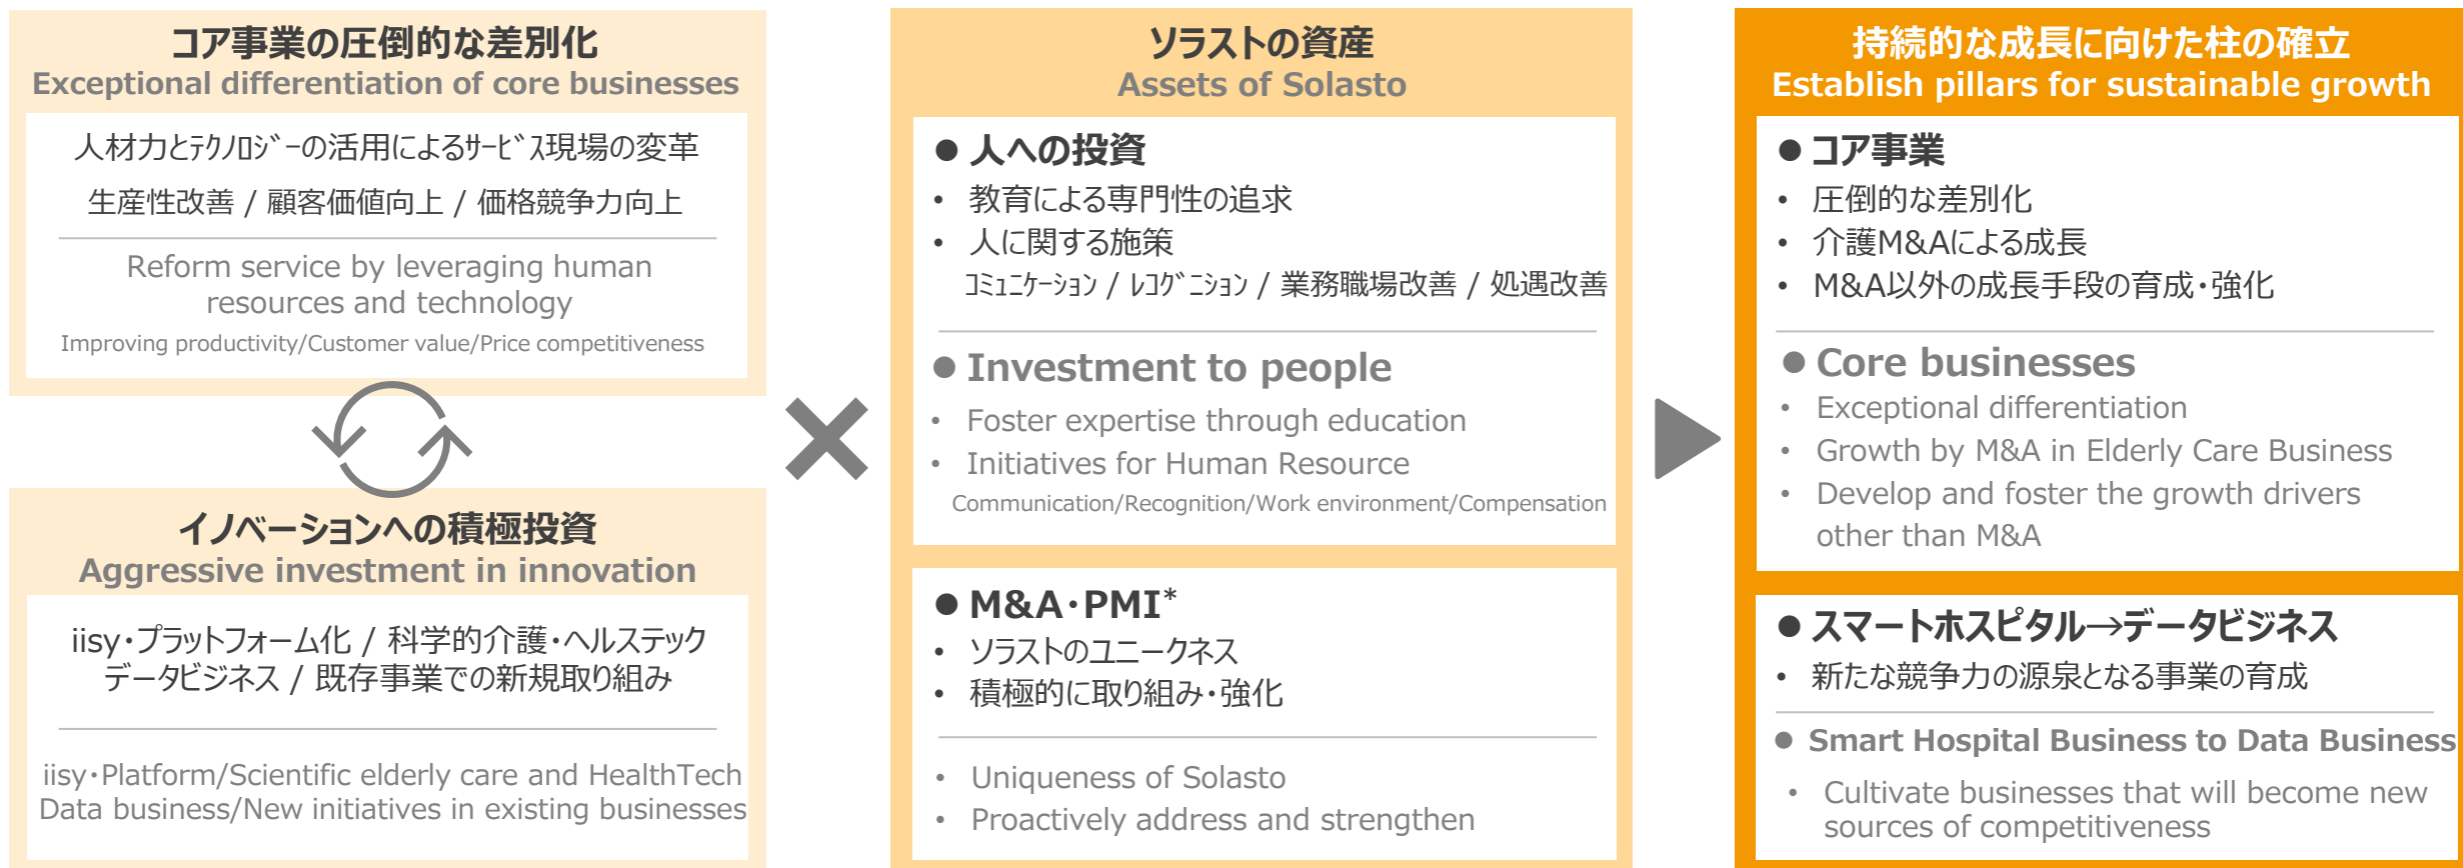 コア事業の圧倒的な差別化
Exceptional differentiation of core businesses
人材力とﾃｸﾉﾛｼﾞｰの活用によるｻｰﾋﾞｽ現場の変革
生産性改善 / 顧客価値向上 / 価格競争力向上
Reform service by leveraging human
resources and technology
Improving productivity/Customer value/Price competitiveness
イノベーションへの積極投資
Aggressive investment in innovation
iisy・プラットフォーム化 / 科学的介護・ヘルステック
データビジネス / 既存事業での新規取り組み
iisy・Platform/Scientific elderly care and HealthTech
Data business/New initiatives in existing businesses
ソラストの資産
Assets of Solasto
● 人への投資
• 教育による専門性の追求
• 人に関する施策
ｺﾐｭﾆｹｰｼｮﾝ / ﾚｺｸﾞﾆｼｮﾝ / 業務職場改善 / 処遇改善
● Investment to people
• Foster expertise through education
• Initiatives for Human Resource
Communication/Recognition/Work environment/Compensation
● M&A・PMI*
• ソラストのユニークネス
• 積極的に取り組み・強化
• Uniqueness of Solasto
• Proactively address and strengthen
持続的な成長に向けた柱の確立
Establish pillars for sustainable growth
● コア事業
• 圧倒的な差別化
• 介護M&Aによる成長
• M&A以外の成長手段の育成・強化
● Core businesses
• Exceptional differentiation
• Growth by M&A in Elderly Care Business
• Develop and foster the growth drivers
other than M&A
● スマートホスピタル→データビジネス
• 新たな競争力の源泉となる事業の育成
● Smart Hospital Business to Data Business
• Cultivate businesses that will become new
sources of competitiveness